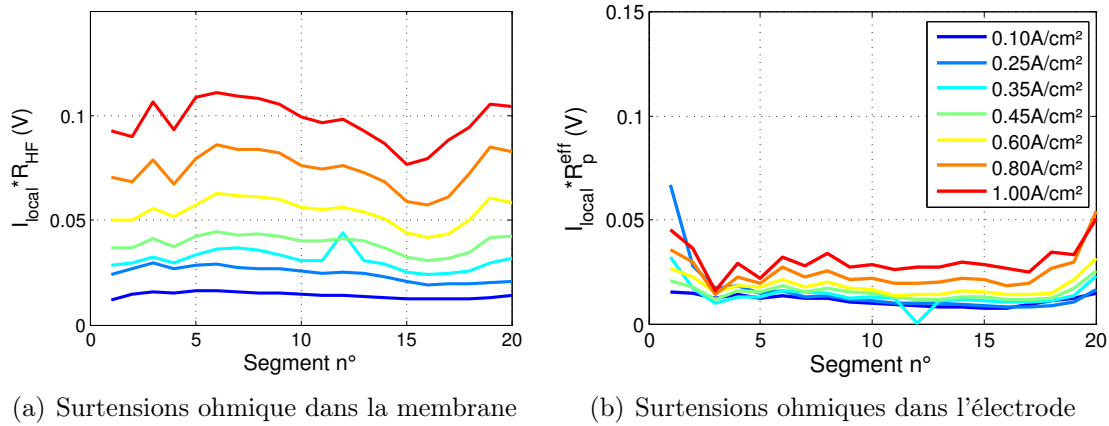 0.1
0.05
0
0 5 10 15 20
I_local*R_HF (V)
Segment n°
(a) Surtensions ohmique dans la membrane
0.15
0.1
0.05
0
0 5 10 15 20
I_local*R_p^eff (V)
Segment n°
0.10A/cm²
0.25A/cm²
0.35A/cm²
0.45A/cm²
0.60A/cm²
0.80A/cm²
1.00A/cm²
(b) Surtensions ohmiques dans l'électrode